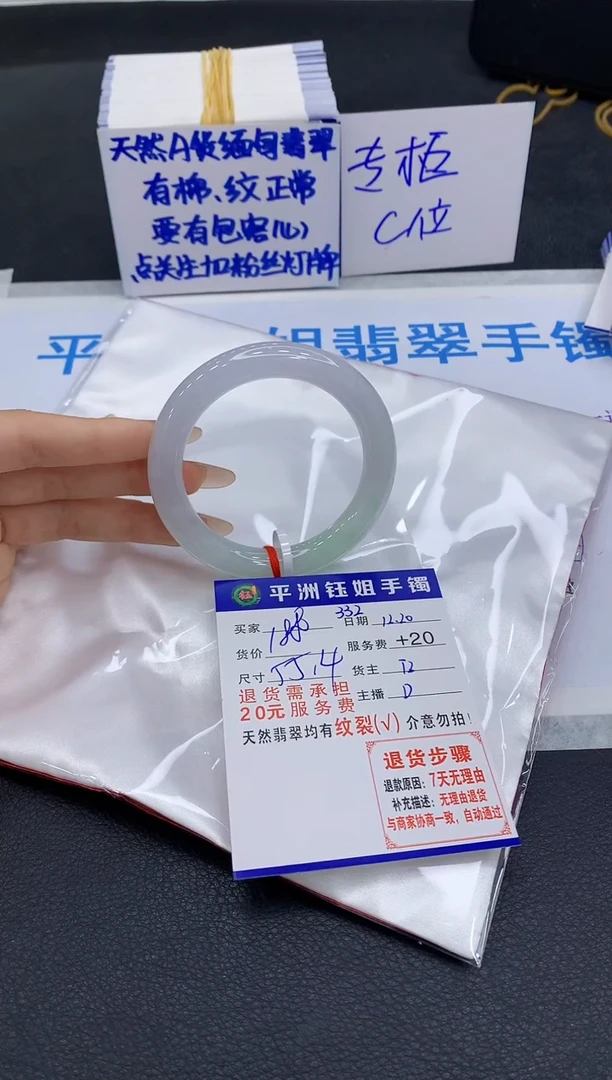 天然A货缅甸翡翠
有棉、纹正常
要有包容心
点关注加粉丝灯牌
专柜
C位
平 姐翡翠手镯
平洲钰姐手镯
买家 332 日期 12.20
货价 服务费 +20
尺寸 55.14 货主 12
退货需承担
20元服务费 主播 D
天然翡翠均有纹裂(√)介意勿拍!
退货步骤
退款原因:7天无理由
补充描述:无理由退货
与商家协商一致,自动通过